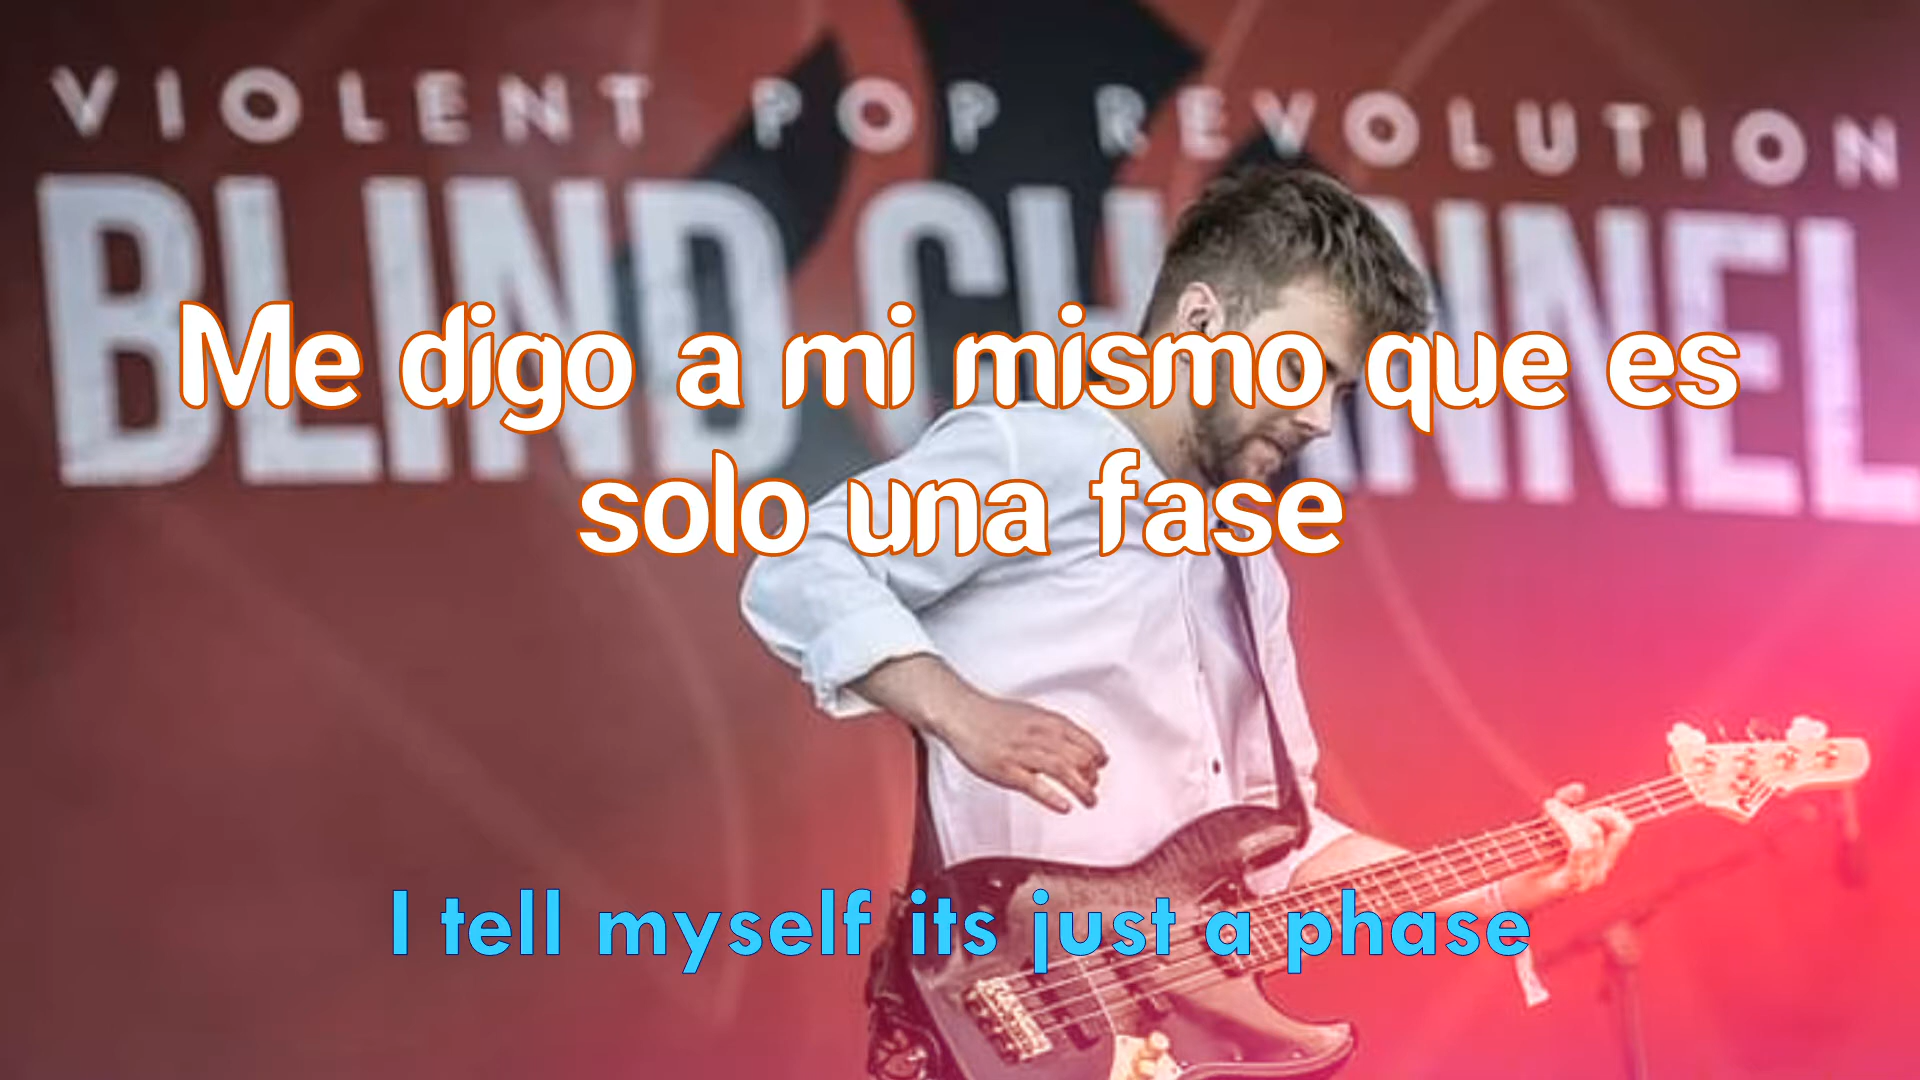 VIOLENT POP REVOLUTION
BLIND CHANNEL
Me digo a mi mismo que es
solo una fase
I tell myself its just a phase